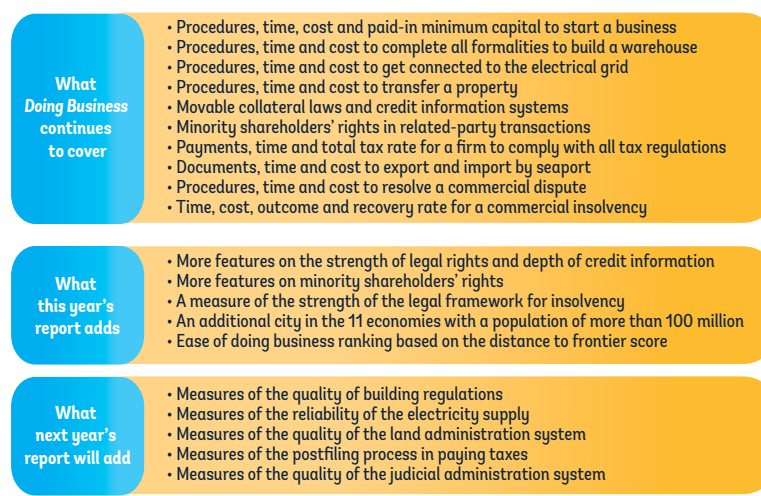 What
Doing Business
continues
to cover
• Procedures, time, cost and paid-in minimum capital to start a business
• Procedures, time and cost to complete all formalities to build a warehouse
• Procedures, time and cost to get connected to the electrical grid
• Procedures, time and cost to transfer a property
• Movable collateral laws and credit information systems
• Minority shareholders' rights in related-party transactions
• Payments, time and total tax rate for a firm to comply with all tax regulations
• Documents, time and cost to export and import by seaport
• Procedures, time and cost to resolve a commercial dispute
• Time, cost, outcome and recovery rate for a commercial insolvency
What
this year's
report adds
• More features on the strength of legal rights and depth of credit information
• More features on minority shareholders' rights
• A measure of the strength of the legal framework for insolvency
• An additional city in the 11 economies with a population of more than 100 million
• Ease of doing business ranking based on the distance to frontier score
What
next year's
report will add
• Measures of the quality of building regulations
• Measures of the reliability of the electricity supply
• Measures of the quality of the land administration system
• Measures of the postfiling process in paying taxes
• Measures of the quality of the judicial administration system